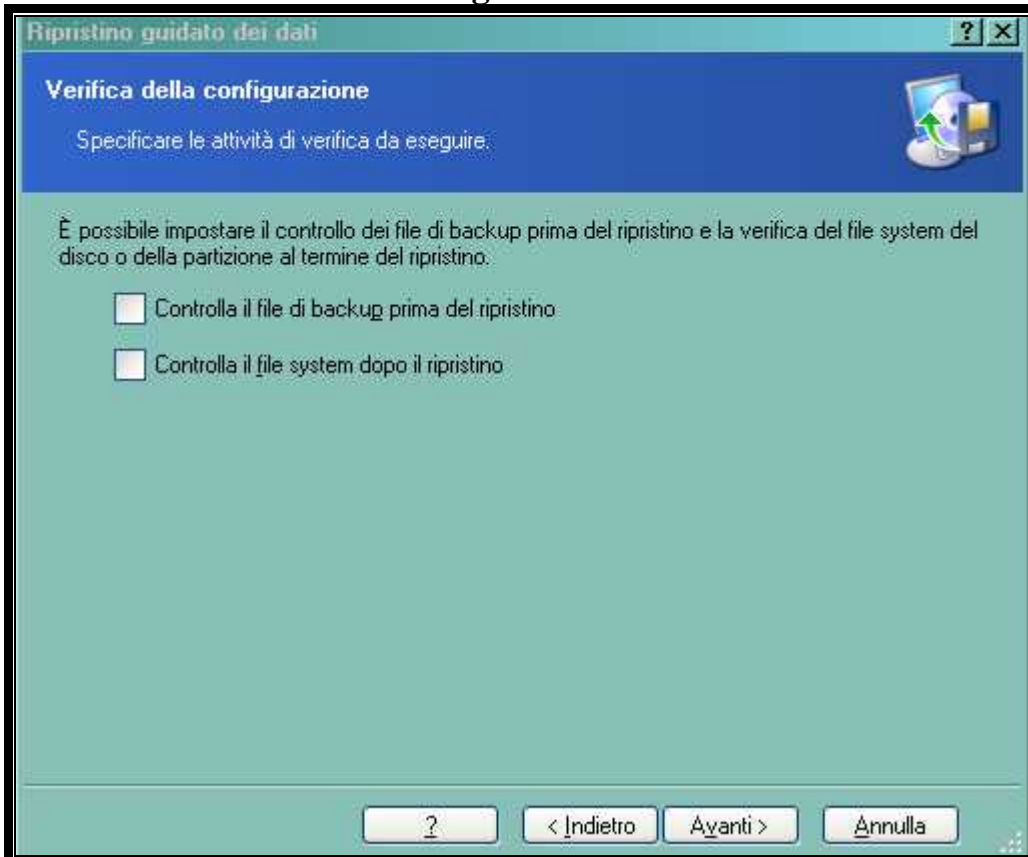 Ripristino guidato dei dati
? ×
Verifica della configurazione
Specificare le attività di verifica da eseguire.
È possibile impostare il controllo dei file di backup prima del ripristino e la verifica del file system del
disco o della partizione al termine del ripristino.
Controlla il file di backup prima del ripristino
Controlla il file system dopo il ripristino
? < Indietro Avanti > Annulla